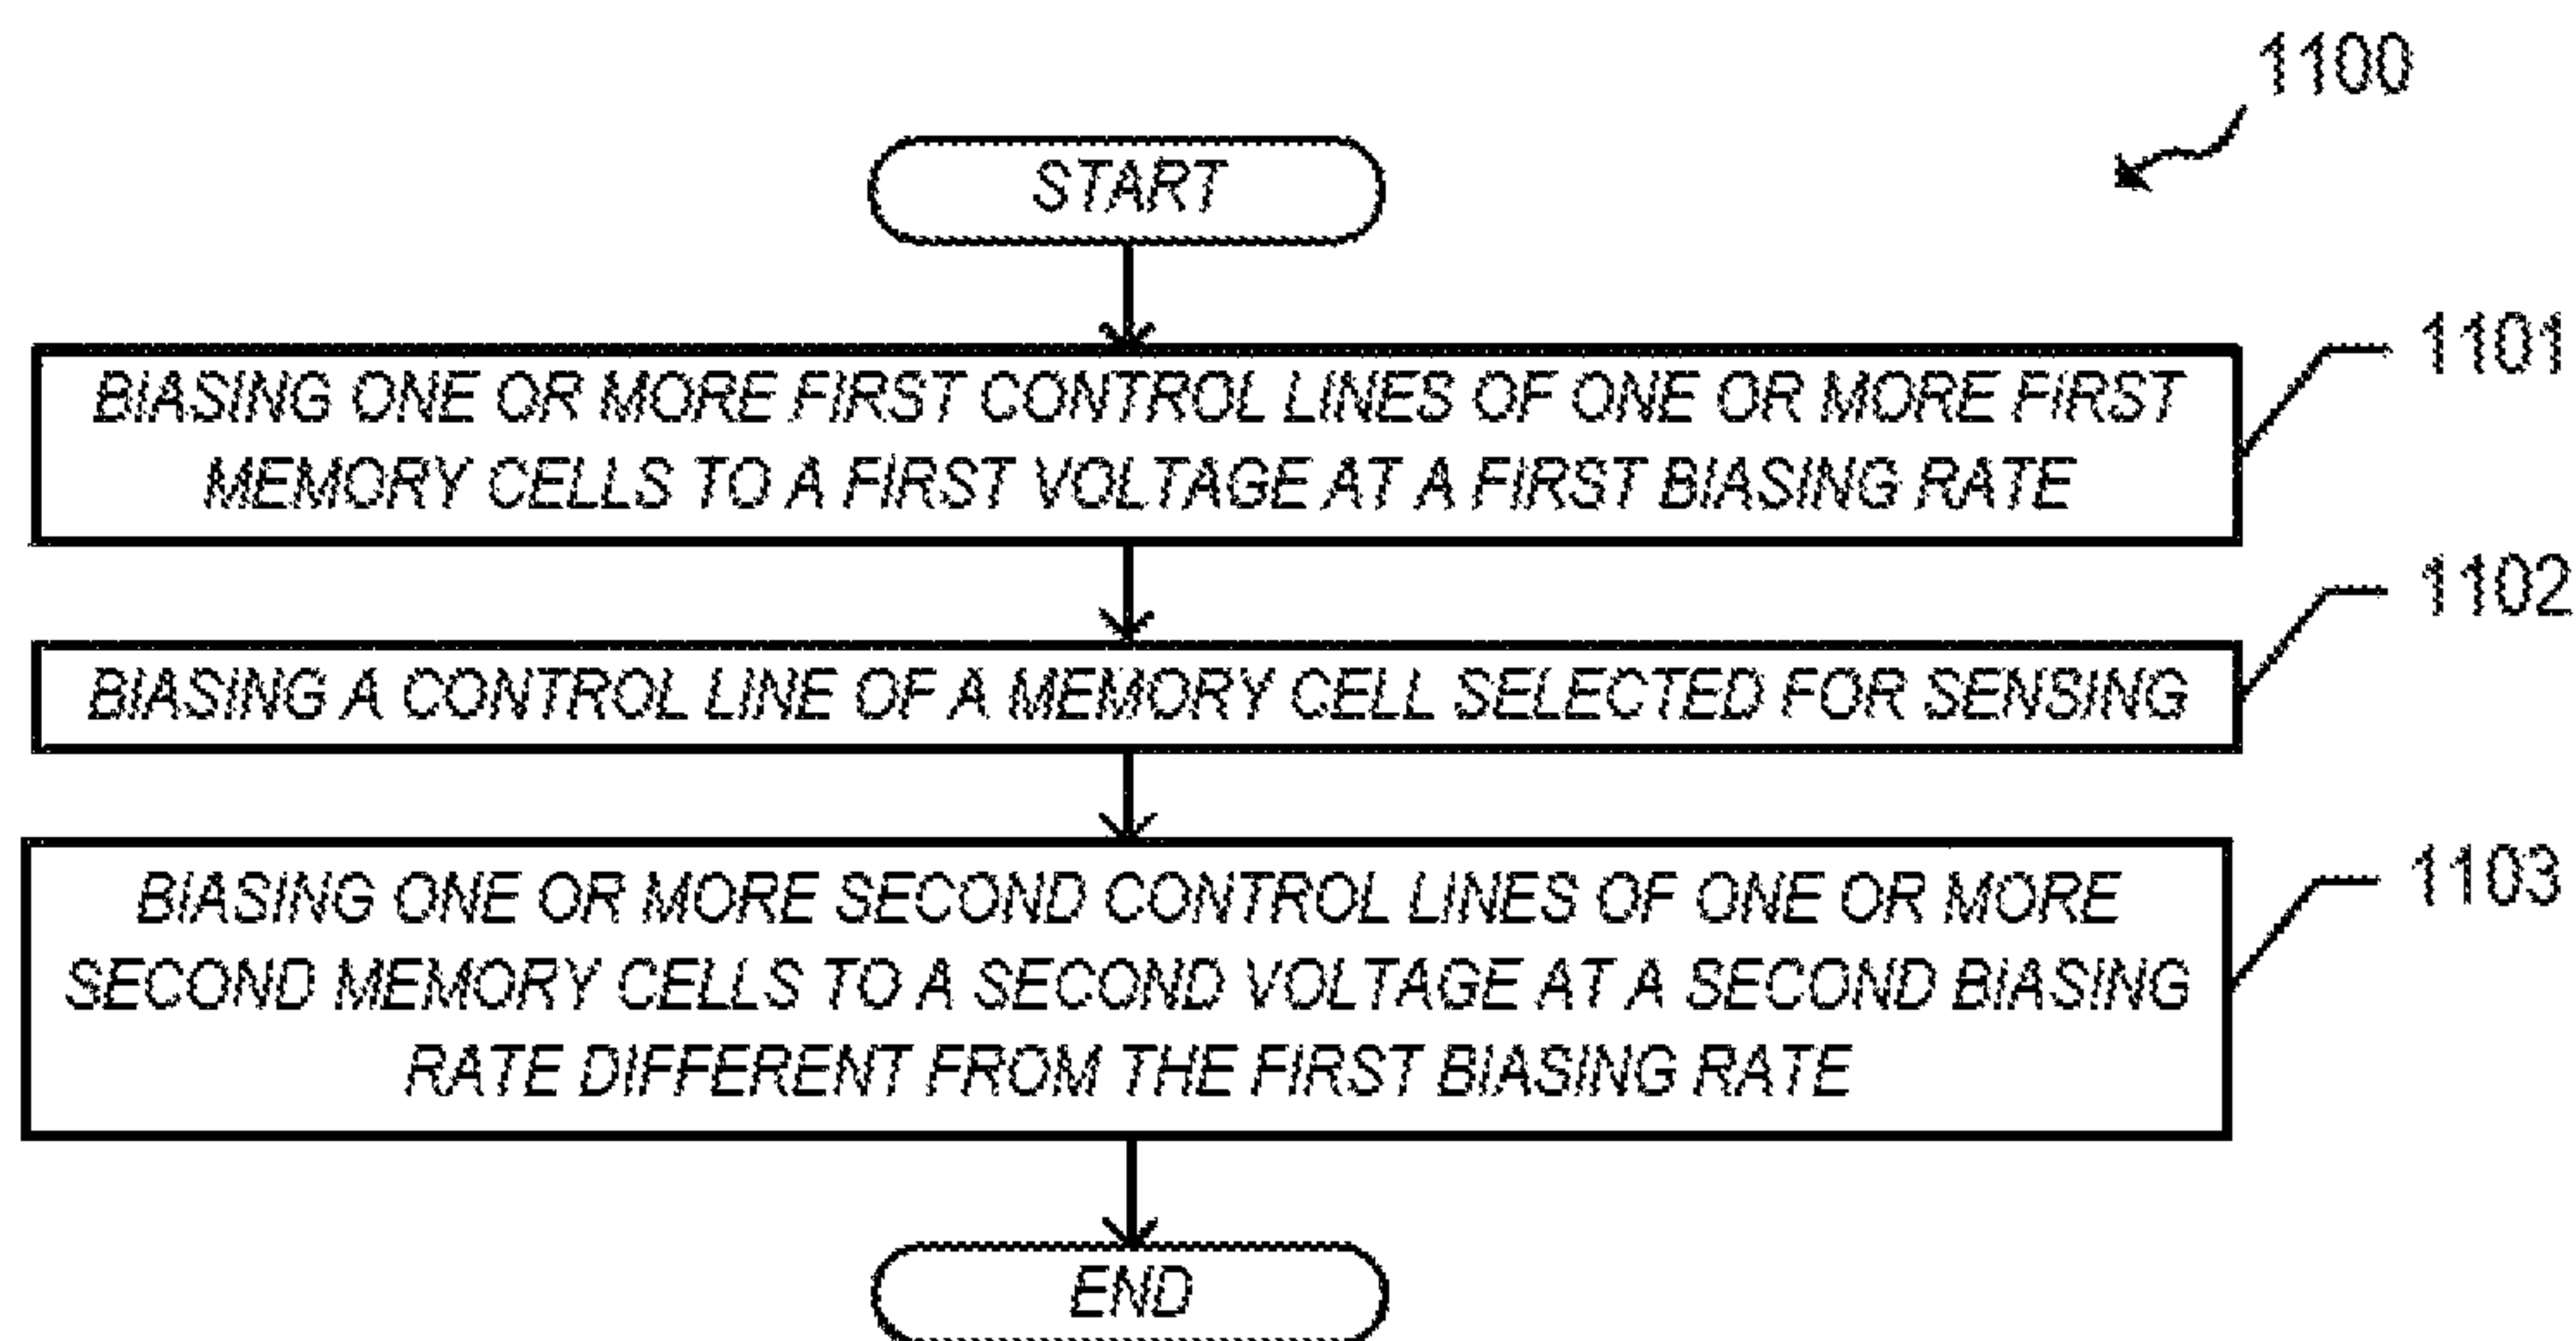 1100
START
BIASING ONE OR MORE FIRST CONTROL LINES OF ONE OR MORE FIRST
MEMORY CELLS TO A FIRST VOLTAGE AT A FIRST BIASING RATE
1101
BIASING A CONTROL LINE OF A MEMORY CELL SELECTED FOR SENSING
1102
BIASING ONE OR MORE SECOND CONTROL LINES OF ONE OR MORE
SECOND MEMORY CELLS TO A SECOND VOLTAGE AT A SECOND BIASING
RATE DIFFERENT FROM THE FIRST BIASING RATE
1103
END